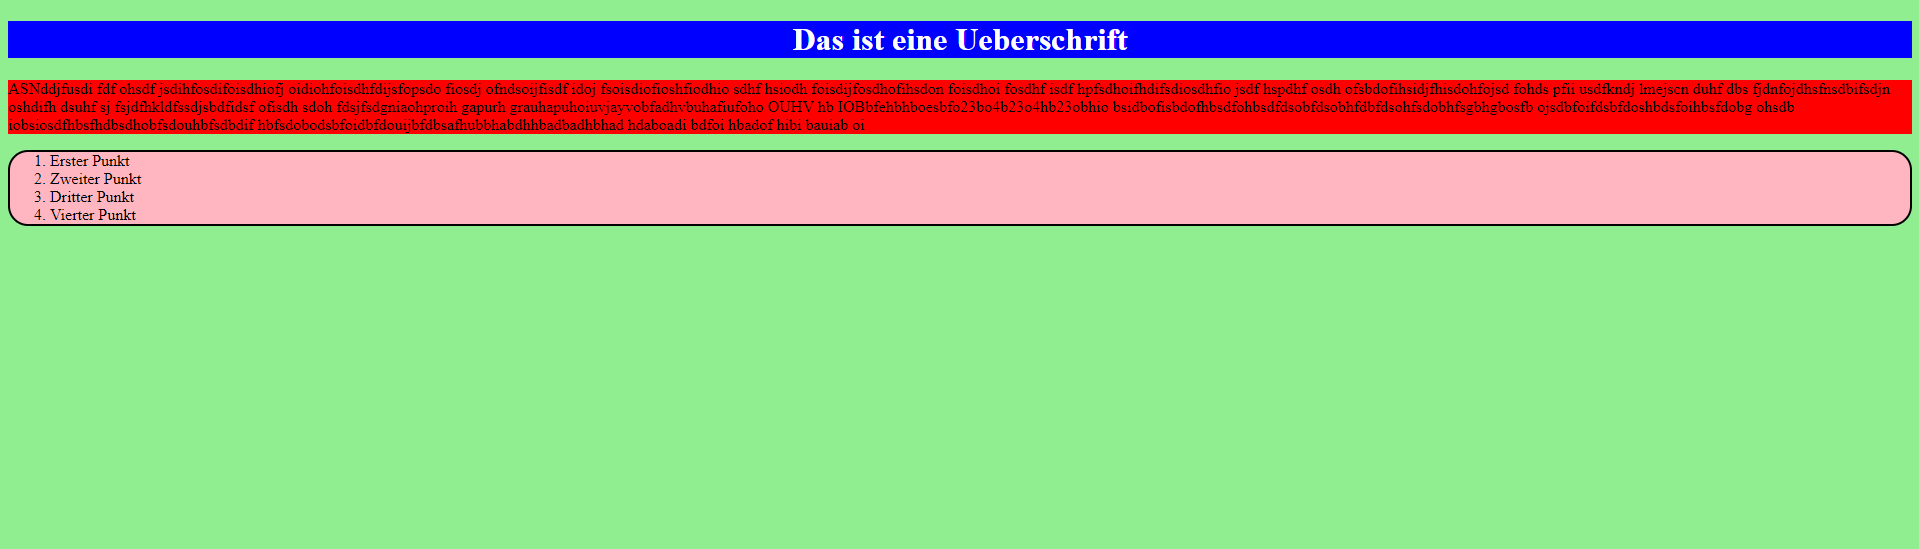 Das ist eine Ueberschrift
ASNddjfusdi fdf ohsdf jsdihfosdifoisdhiofj oidiohfoisdhfdijsfopsdo fiosdj ofndsoijfisdf idoj fsoisdiofioshfiodhio sdhf hsiodh foisdijfosdhofihsdon foisdhoi fosdhf isdf hpfsdhoifhdifsdiosdhfio jsdf hspdhf osdh ofsbdofihsidjfhisdohfojsd fohds pfii usdfkndj lmejscn duhf dbs fjdnfojdhsfnsdbifsdjn
oshdifh dsuhf sj fsjdfhkldfssdjsbdfidsf ofisdh sdoh fdsjfsdgniaohproih gapurh grauhapuhoiuvjayvobfadhvbuhafiufoho OUHV hb IOBbfehbhboesbfo23bo4b23o4hb23obhio bsidbofisbdofhbsdfohbsdfdsobfdsobhfdbfdsohfsdobhfsgbhgbosfb ojsdbfoifdsbfdoshbdsfoihbsfdobg ohsdb
iobsiosdfhbsfhdbsdhobfsdouhbfsdbdif hbfsdobodsbfoidbfdouijbfdbsafhubbhabdhhbadbadhbhad hdaboadi bdfoi hbadof hibi bauiab oi
1. Erster Punkt
2. Zweiter Punkt
3. Dritter Punkt
4. Vierter Punkt